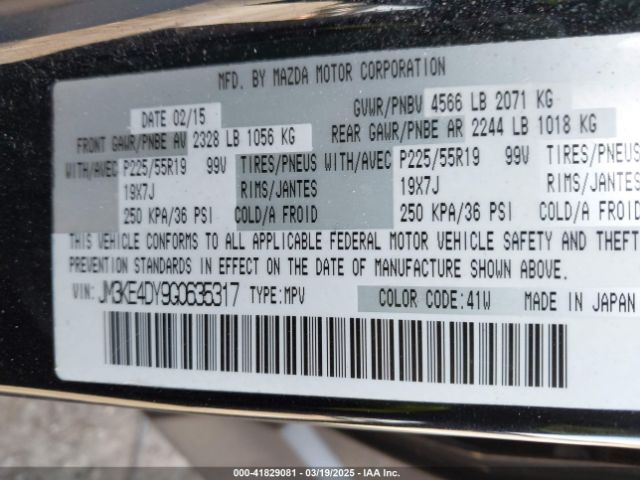 MFD. BY MAZDA MOTOR CORPORATION
DATE 02/15 GVWR/PNBV 4566 LB 2071 KG
FRONT GAWR/PNBE AV 2328 LB 1056 KG REAR GAWR/PNBE AR 2244 LB 1018 KG
WITH/AVEC P225/55R19 99V TIRES/PNEUS WITH/AVEC P225/55R19 99V TIRES/PNEUS
19X7J RIMS/JANTES 19X7J RIMS/JANTES
250 KPA/36 PSI COLD/A FROID 250 KPA/36 PSI COLD/A FROID
THIS VEHICLE CONFORMS TO ALL APPLICABLE FEDERAL MOTOR VEHICLE SAFETY AND THEFT
PREVENTION STANDARDS IN EFFECT ON THE DATE OF MANUFACTURE SHOWN ABOVE.
VIN: JM3KE4DY9G0635317 TYPE:MPV COLOR CODE:41W MADE IN JAPAN
000-41829081 - 03/19/2025 - IAA Inc.